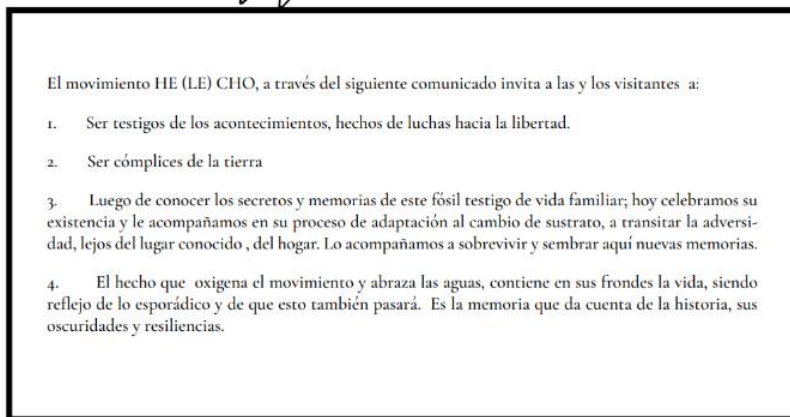 El movimiento HE (LE) CHO, a través del siguiente comunicado invita a las y los visitantes  a:
1. Ser testigos de los acontecimientos, hechos de luchas hacia la libertad.
2. Ser cómplices de la tierra
3. Luego de conocer los secretos y memorias de este fósil testigo de vida familiar; hoy celebramos su
existencia y le acompañamos en su proceso de adaptación al cambio de sustrato, a transitar la adversi-
dad, lejos del lugar conocido , del hogar. Lo acompañamos a sobrevivir y sembrar aquí nuevas memorias.
4. El hecho que  oxigena el movimiento y abraza las aguas, contiene en sus frondes la vida, siendo
reflejo de lo esporádico y de que esto también pasará.  Es la memoria que da cuenta de la historia, sus
oscuridades y resiliencias.